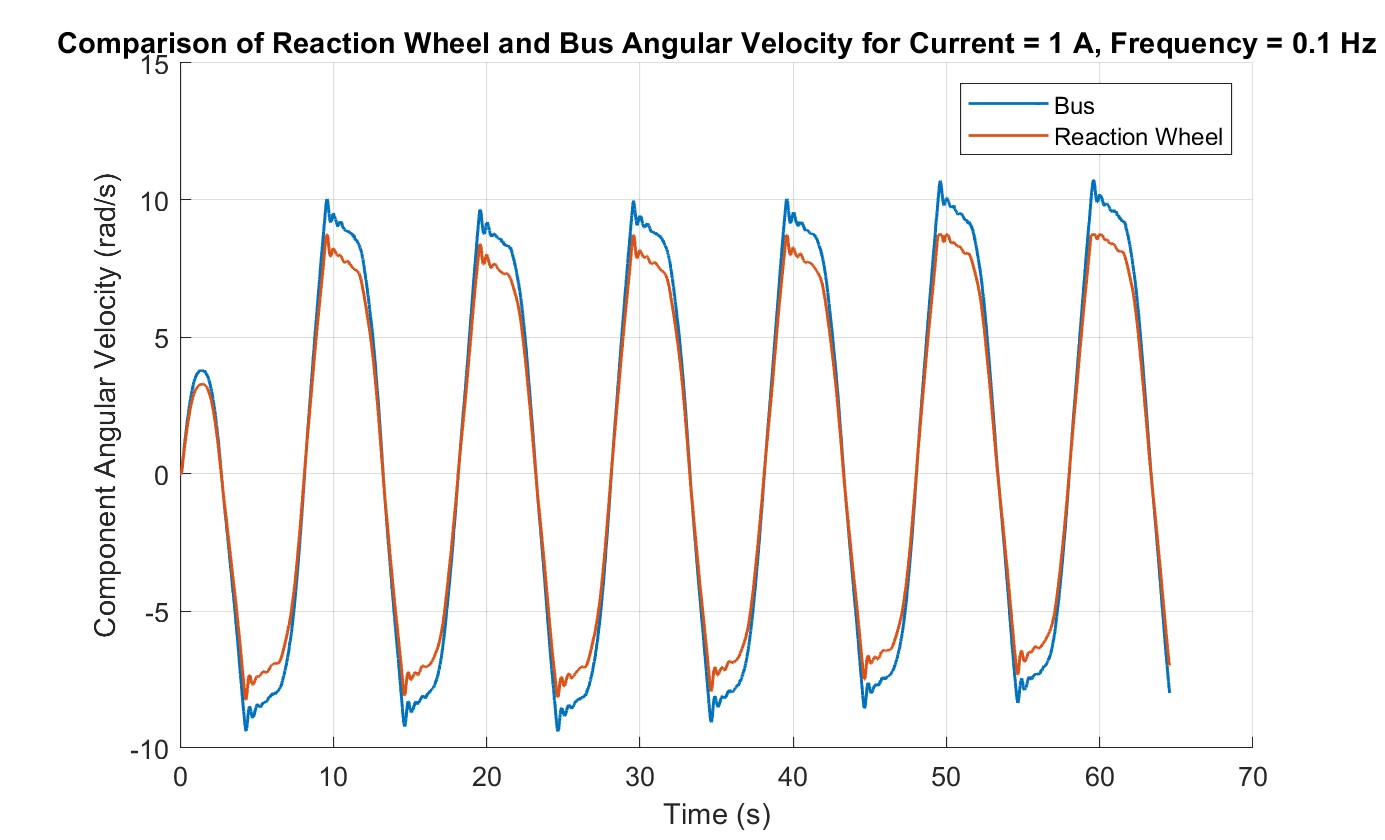 Comparison of Reaction Wheel and Bus Angular Velocity for Current = 1 A, Frequency = 0.1 Hz
15
Bus
Reaction Wheel
10
5
0
-5
-10
Component Angular Velocity (rad/s)
0 10 20 30 40 50 60 70
Time (s)